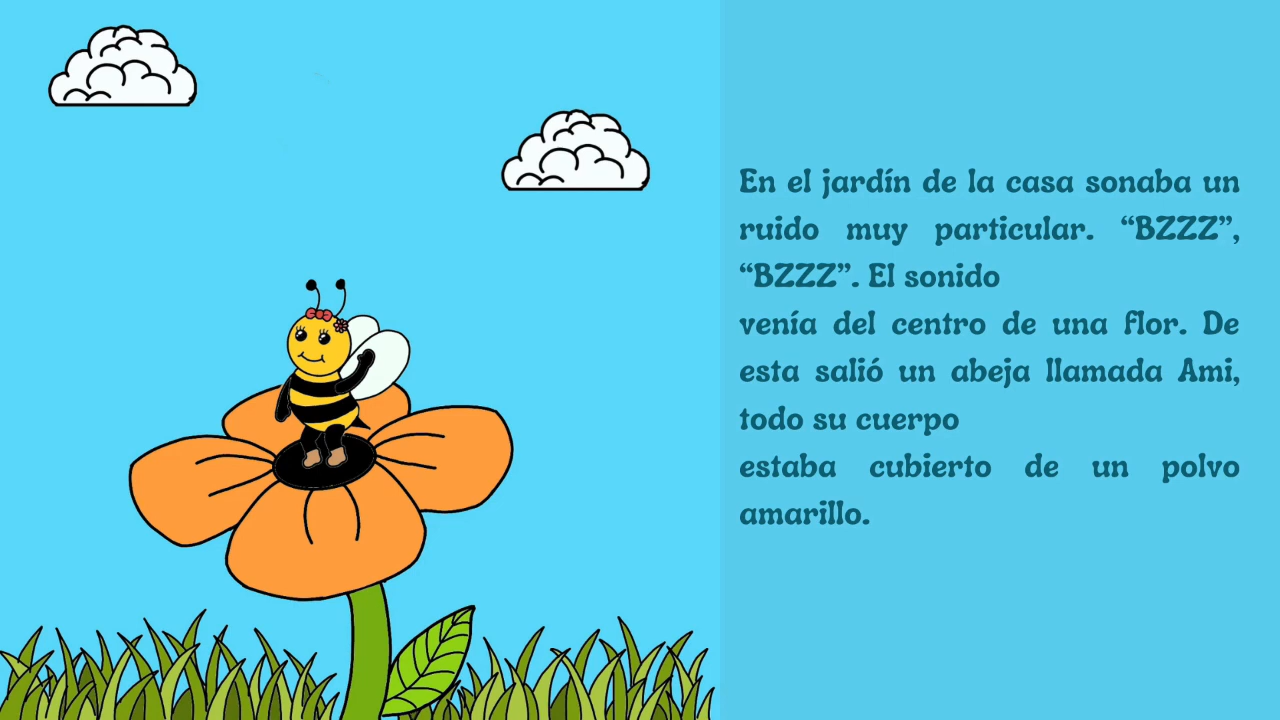 En el jardín de la casa sonaba un
ruido muy particular. “BZZZ”,
“BZZZ”. El sonido
venía del centro de una flor. De
esta salió un abeja llamada Ami,
todo su cuerpo
estaba cubierto de un polvo
amarillo.